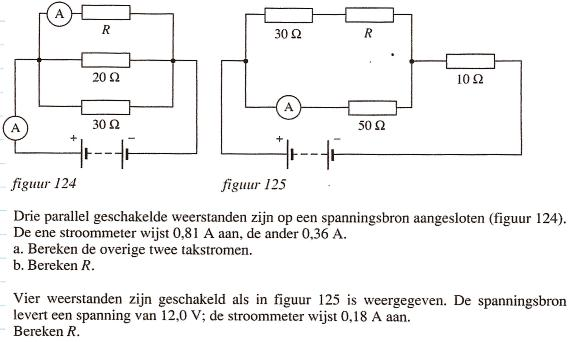 A
R
20 Ω
30 Ω
A
+ −
figuur 124
30 Ω
R
10 Ω
A
50 Ω
+ −
figuur 125
Drie parallel geschakelde weerstanden zijn op een spanningsbron aangesloten (figuur 124).
De ene stroommeter wijst 0,81 A aan, de ander 0,36 A.
a. Bereken de overige twee takstromen.
b. Bereken R.
Vier weerstanden zijn geschakeld als in figuur 125 is weergegeven. De spanningsbron
levert een spanning van 12,0 V; de stroommeter wijst 0,18 A aan.
Bereken R.